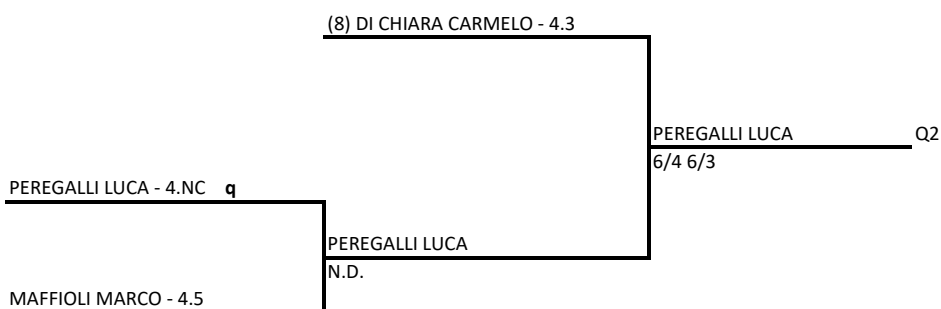 (8) DI CHIARA CARMELO - 4.3
PEREGALLI LUCA Q2
6/4 6/3
PEREGALLI LUCA - 4.NC q
PEREGALLI LUCA
N.D.
MAFFIOLI MARCO - 4.5